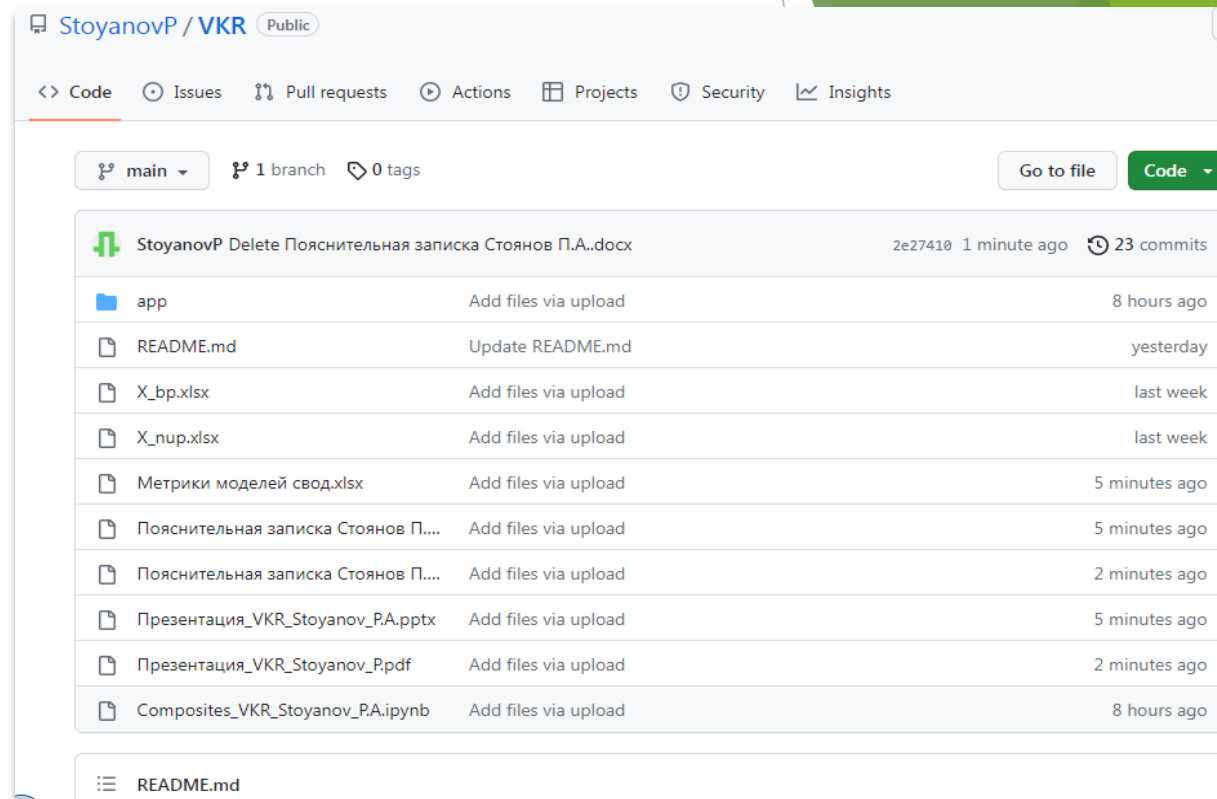 StoyanovP / VKR Public
Code Issues Pull requests Actions Projects Security Insights
main 1 branch 0 tags Go to file Code
StoyanovP Delete Пояснительная записка Стоянов П.А..docx 2e27410 1 minute ago 23 commits
app Add files via upload 8 hours ago
README.md Update README.md yesterday
X_bp.xlsx Add files via upload last week
X_nup.xlsx Add files via upload last week
Метрики моделей свод.xlsx Add files via upload 5 minutes ago
Пояснительная записка Стоянов П.... Add files via upload 5 minutes ago
Пояснительная записка Стоянов П.... Add files via upload 2 minutes ago
Презентация_VKR_Stoyanov_P.A.pptx Add files via upload 5 minutes ago
Презентация_VKR_Stoyanov_P.pdf Add files via upload 2 minutes ago
Composites_VKR_Stoyanov_P.A.ipynb Add files via upload 8 hours ago
README.md